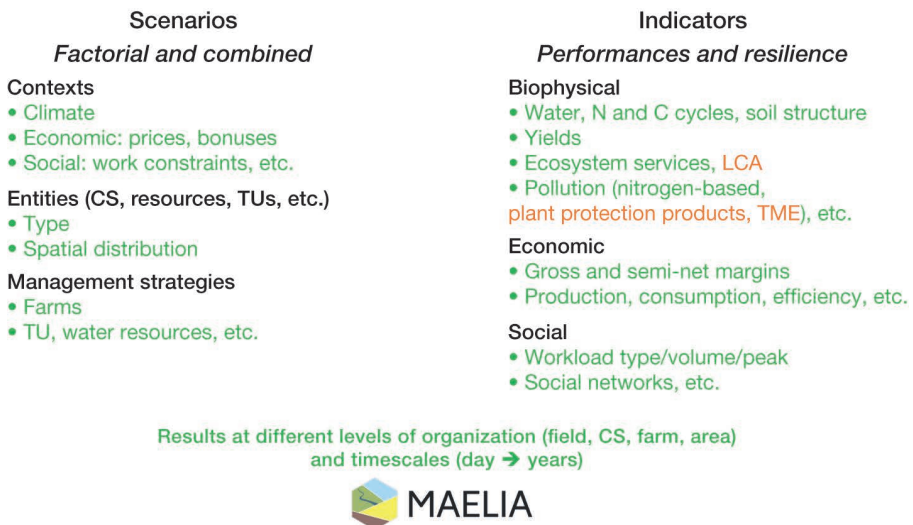 Scenarios
Factorial and combined
Contexts
• Climate
• Economic: prices, bonuses
• Social: work constraints, etc.
Entities (CS, resources, TUs, etc.)
• Type
• Spatial distribution
Management strategies
• Farms
• TU, water resources, etc.
Indicators
Performances and resilience
Biophysical
• Water, N and C cycles, soil structure
• Yields
• Ecosystem services, LCA
• Pollution (nitrogen-based,
plant protection products, TME), etc.
Economic
• Gross and semi-net margins
• Production, consumption, efficiency, etc.
Social
• Workload type/volume/peak
• Social networks, etc.
Results at different levels of organization (field, CS, farm, area)
and timescales (day ➔ years)
MAELIA